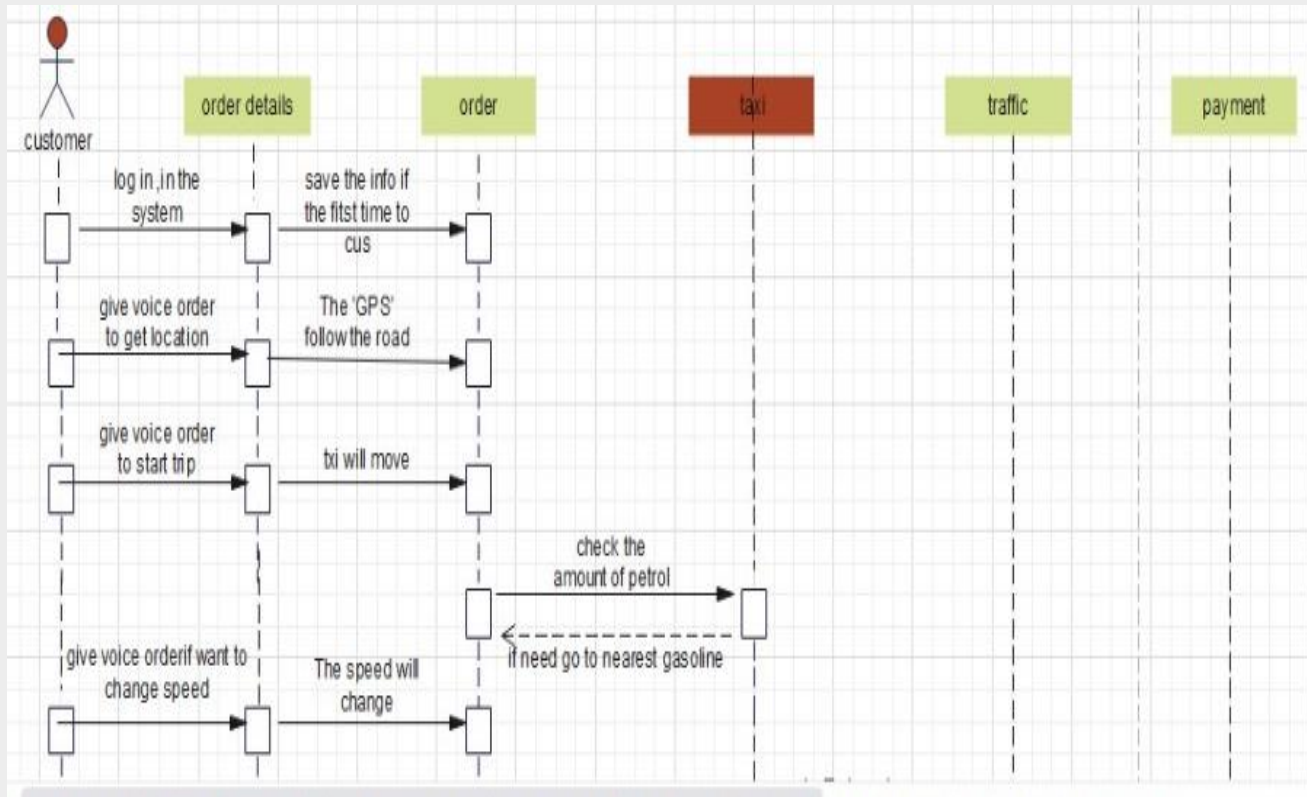 customer
order details
order
taxi
traffic
payment
log in ,in the
system
save the info if
the fitst time to
cus
give voice order
to get location
The 'GPS'
follow the road
give voice order
to start trip
txi will move
check the
amount of petrol
if need go to nearest gasoline
give voice orderif want to
change speed
The speed will
change